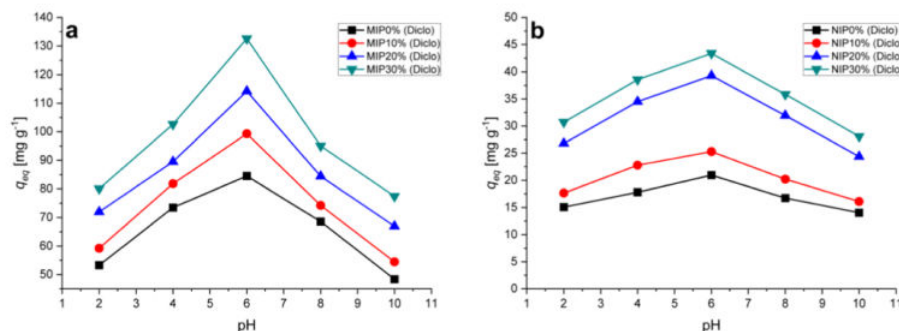 a
MIP0% (Diclo)
MIP10% (Diclo)
MIP20% (Diclo)
MIP30% (Diclo)
140
130
120
110
100
90
80
70
60
50
qeq [mg g⁻¹]
1 2 3 4 5 6 7 8 9 10 11
pH
b
NIP0% (Diclo)
NIP10% (Diclo)
NIP20% (Diclo)
NIP30% (Diclo)
50
45
40
35
30
25
20
15
10
5
0
qeq [mg g⁻¹]
1 2 3 4 5 6 7 8 9 10 11
pH